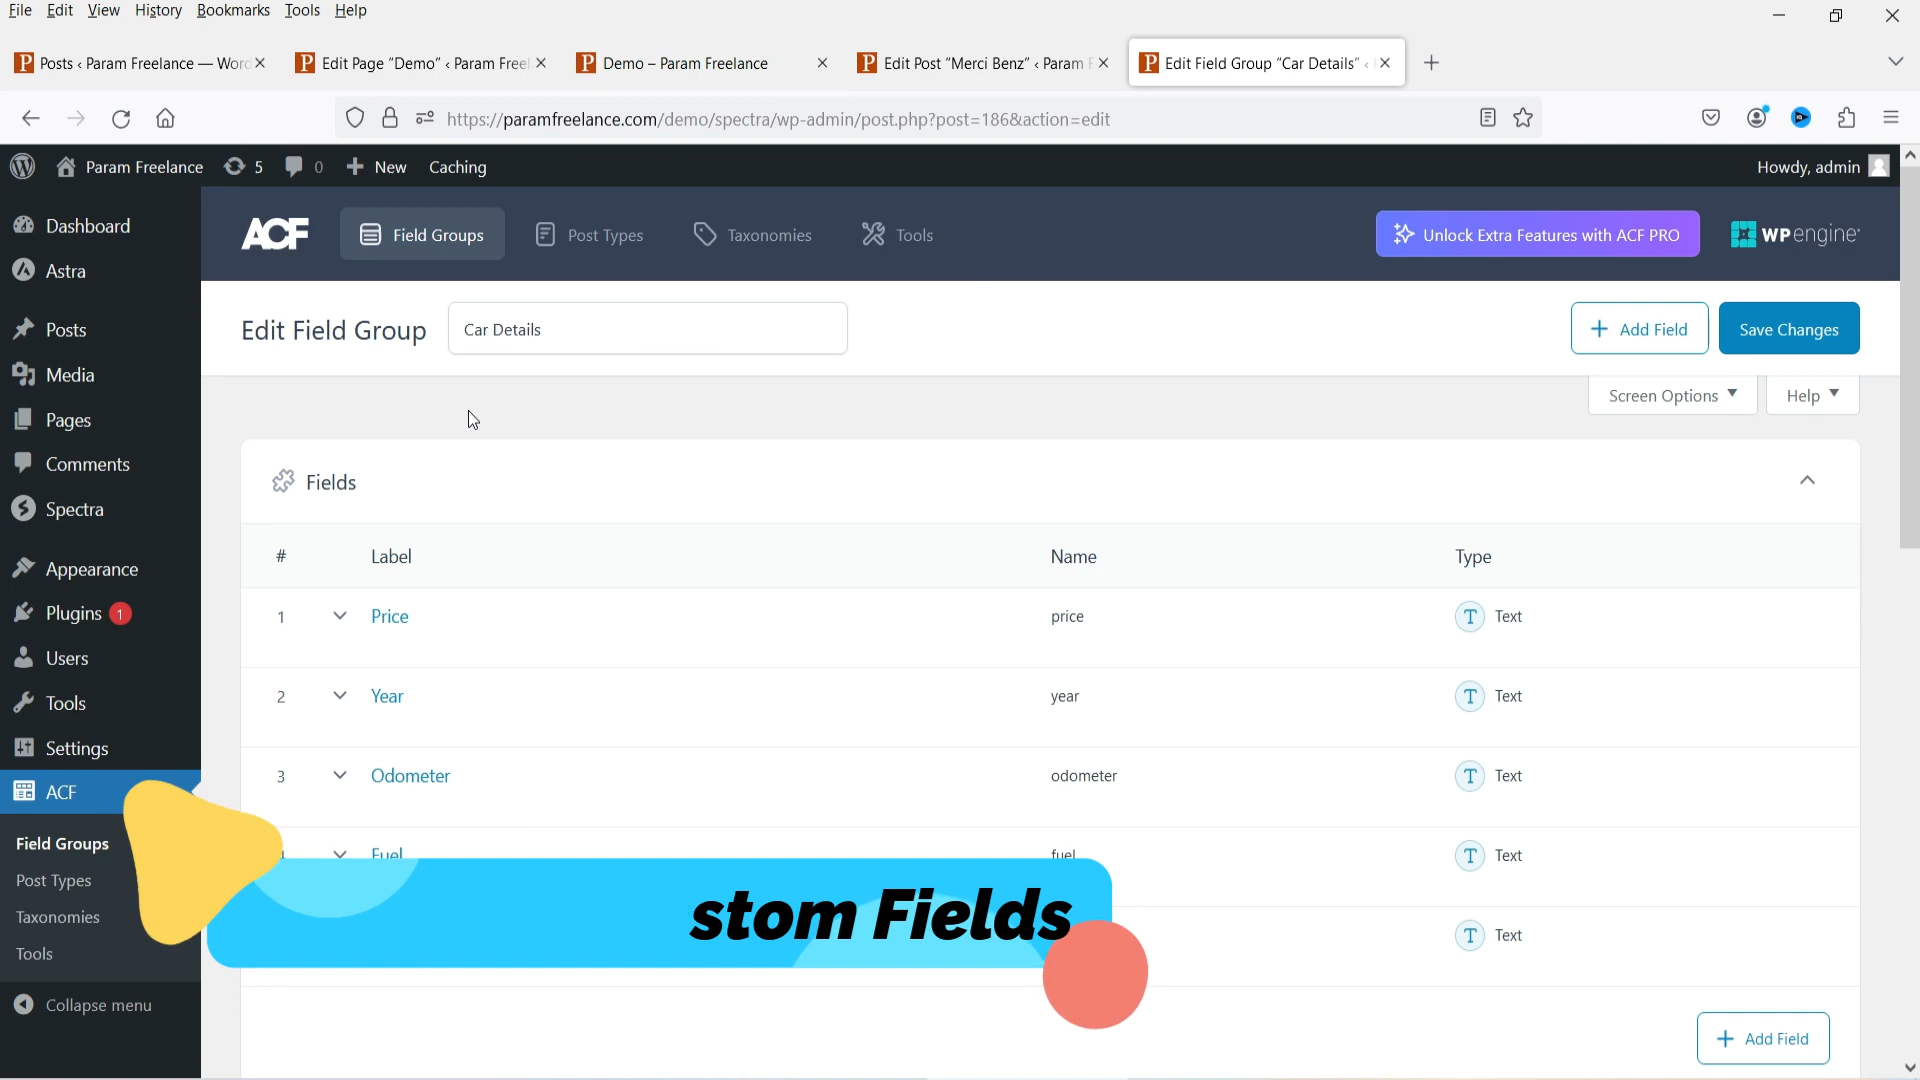 File Edit View History Bookmarks Tools Help
Posts ‹ Param Freelance — Word
Edit Page “Demo” ‹ Param Freel
Demo – Param Freelance
Edit Post “Merci Benz” ‹ Param F
Edit Field Group “Car Details” ‹
https://paramfreelance.com/demo/spectra/wp-admin/post.php?post=186&action=edit
Param Freelance 5 0 New Caching
Howdy, admin
Dashboard
Astra
Posts
Media
Pages
Comments
Spectra
Appearance
Plugins 1
Users
Tools
Settings
ACF
Field Groups
Post Types
Taxonomies
Tools
Collapse menu
ACF Field Groups Post Types Taxonomies Tools
Unlock Extra Features with ACF PRO
WP engine
Edit Field Group Car Details
Add Field Save Changes
Screen Options Help
Fields
# Label Name Type
1 Price price Text
2 Year year Text
3 Odometer odometer Text
Fuel fuel Text
Text
stom Fields
Add Field